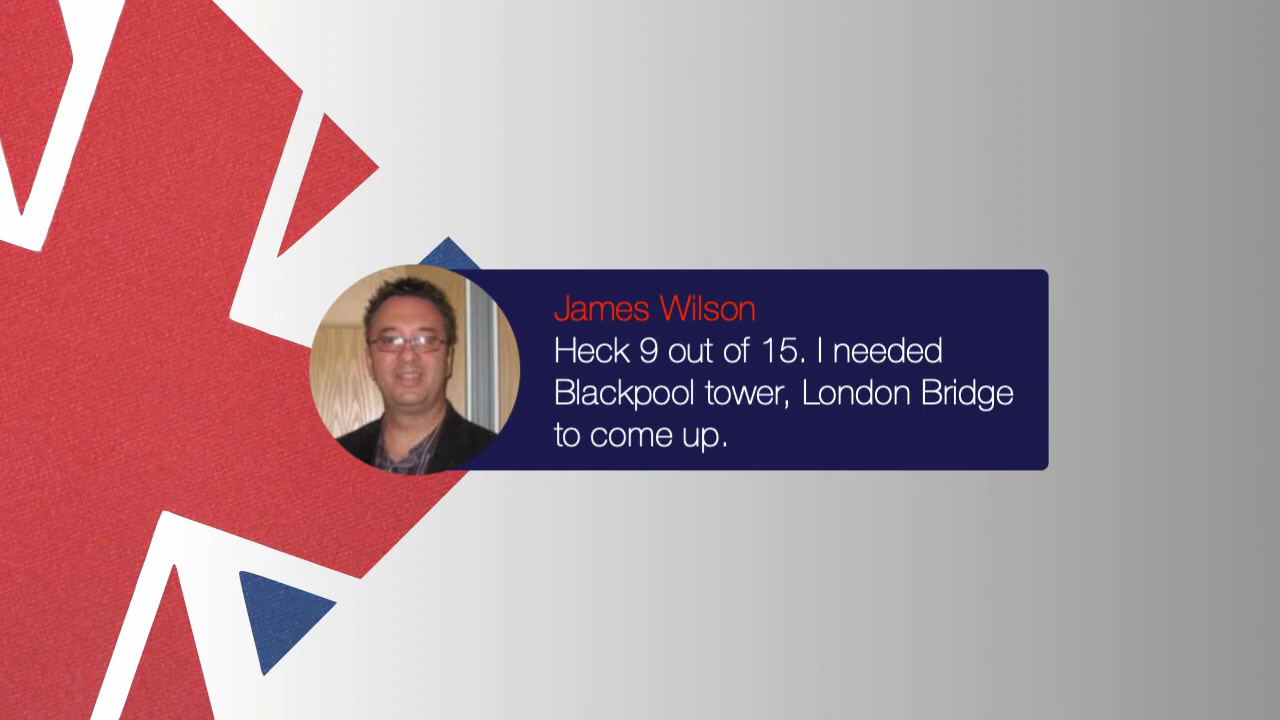 James Wilson
Heck 9 out of 15. I needed
Blackpool tower, London Bridge
to come up.